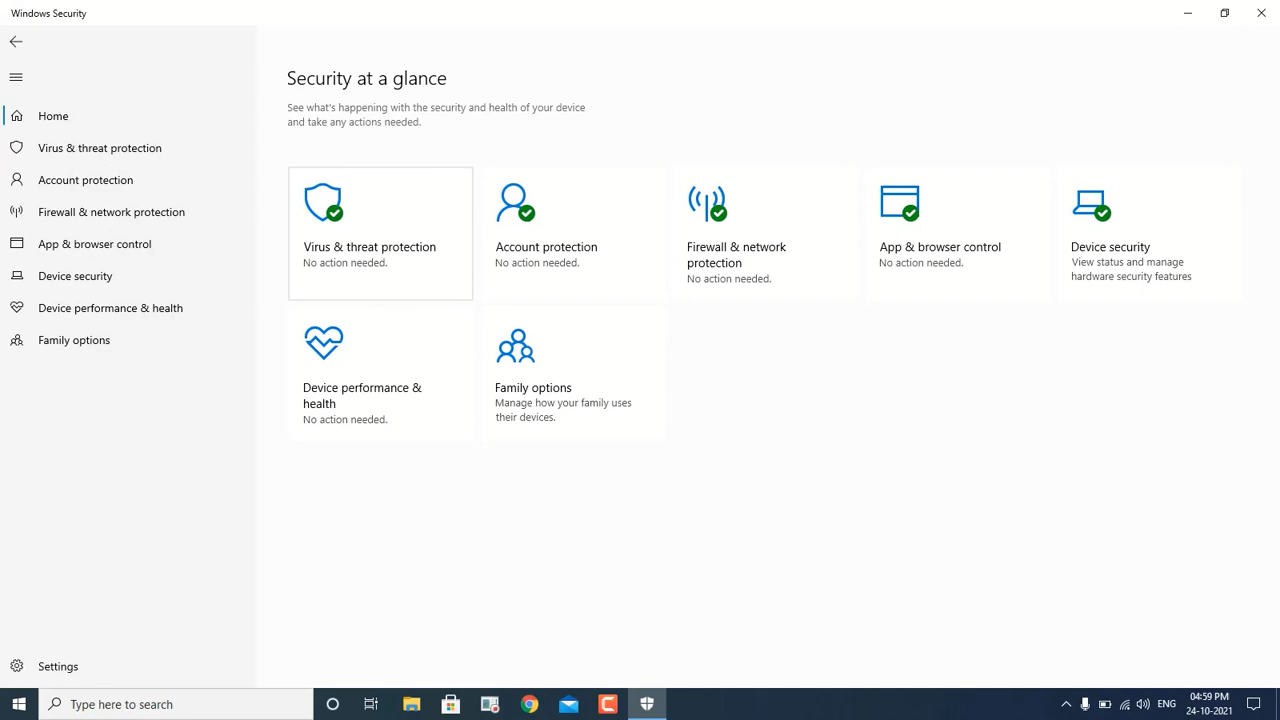 Windows Security
Home
Virus & threat protection
Account protection
Firewall & network protection
App & browser control
Device security
Device performance & health
Family options
Settings
Security at a glance
See what's happening with the security and health of your device
and take any actions needed.
Virus & threat protection
No action needed.
Account protection
No action needed.
Firewall & network
protection
No action needed.
App & browser control
No action needed.
Device security
View status and manage
hardware security features
Device performance &
health
No action needed.
Family options
Manage how your family uses
their devices.
Type here to search
ENG
04:59 PM
24-10-2021